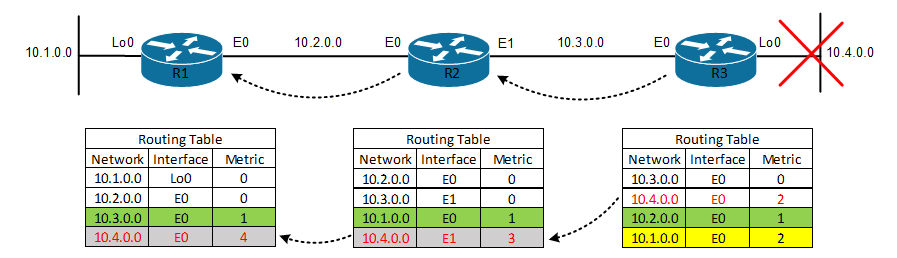 Lo0 E0 10.2.0.0 E0 E1 10.3.0.0 E0 Lo0
10.1.0.0 10.4.0.0
R1 R2 R3
Routing Table
Network Interface Metric
10.1.0.0 Lo0 0
10.2.0.0 E0 0
10.3.0.0 E0 1
10.4.0.0 E0 4
Routing Table
Network Interface Metric
10.2.0.0 E0 0
10.3.0.0 E1 0
10.1.0.0 E0 1
10.4.0.0 E1 3
Routing Table
Network Interface Metric
10.3.0.0 E0 0
10.4.0.0 E0 2
10.2.0.0 E0 1
10.1.0.0 E0 2